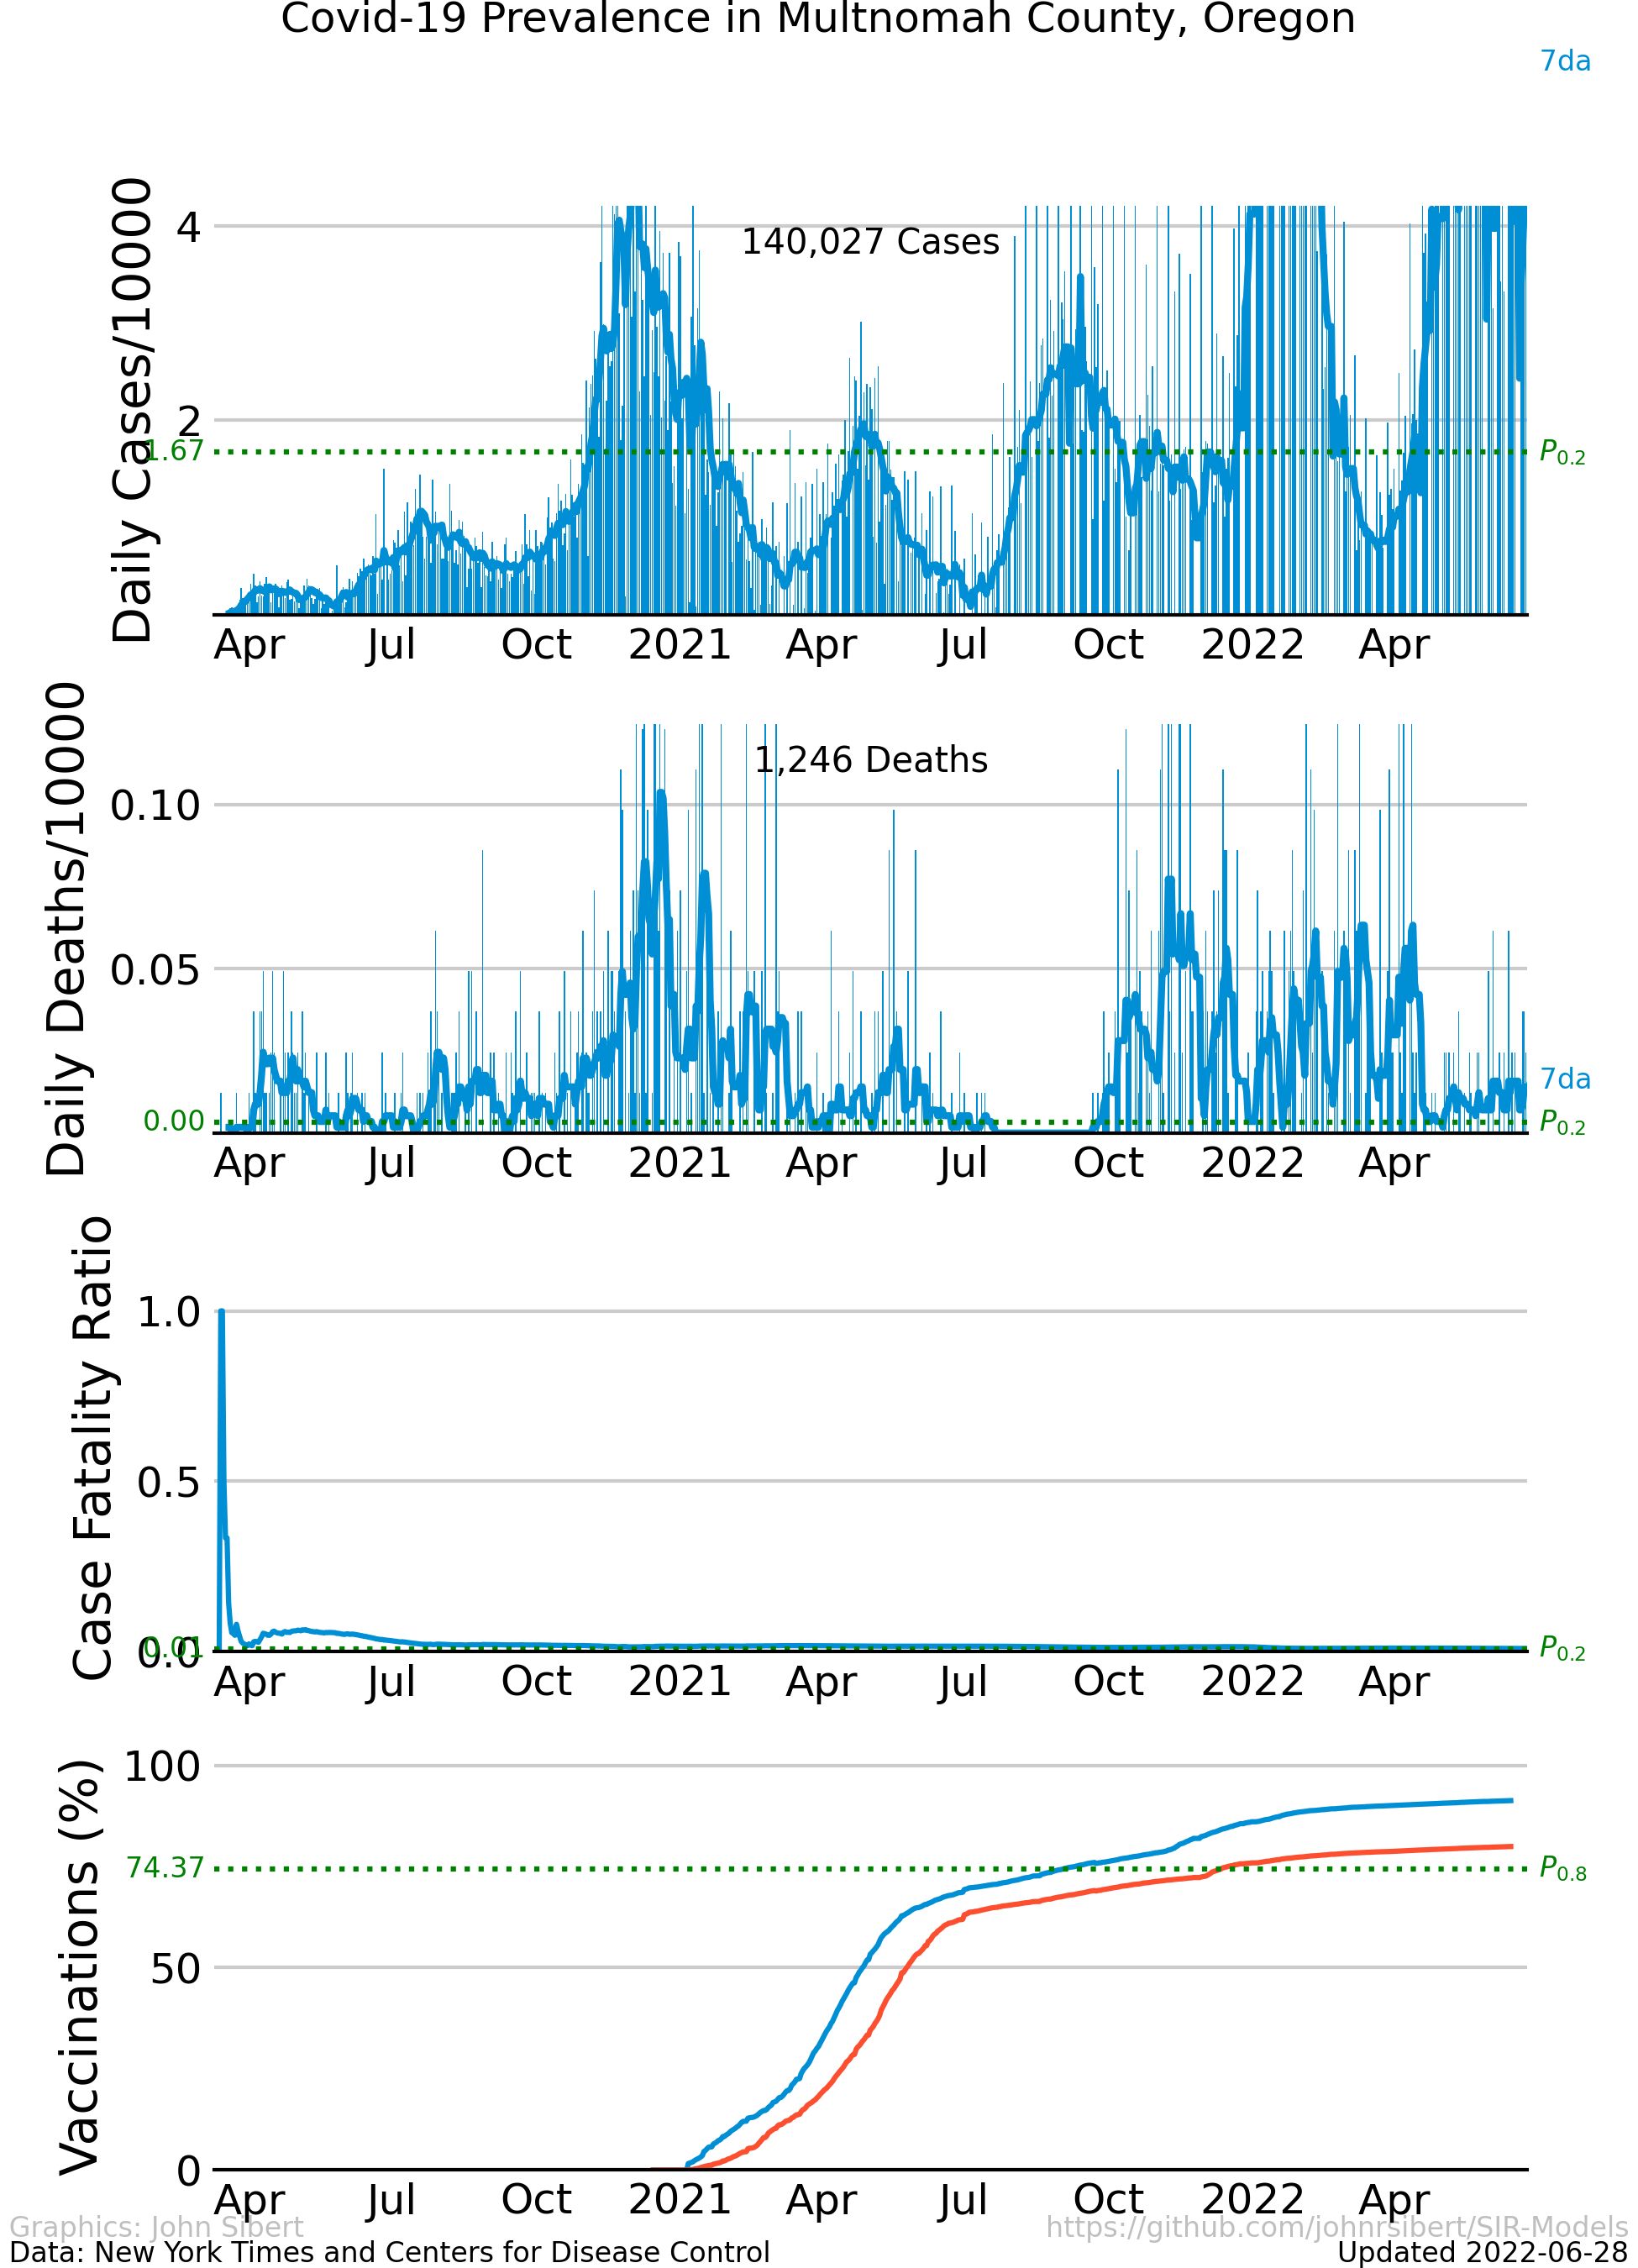 Covid-19 Prevalence in Multnomah County, Oregon
7da
Daily Cases/10000
4
2
1.67
140,027 Cases
P0.2
Apr Jul Oct 2021 Apr Jul Oct 2022 Apr
Daily Deaths/10000
0.10
0.05
0.00
1,246 Deaths
7da
P0.2
Apr Jul Oct 2021 Apr Jul Oct 2022 Apr
Case Fatality Ratio
1.0
0.5
0.0
0.01
P0.2
Apr Jul Oct 2021 Apr Jul Oct 2022 Apr
Vaccinations (%)
100
74.37
50
0
P0.8
Apr Jul Oct 2021 Apr Jul Oct 2022 Apr
Graphics: John Sibert
https://github.com/johnrsibert/SIR-Models
Data: New York Times and Centers for Disease Control
Updated 2022-06-28